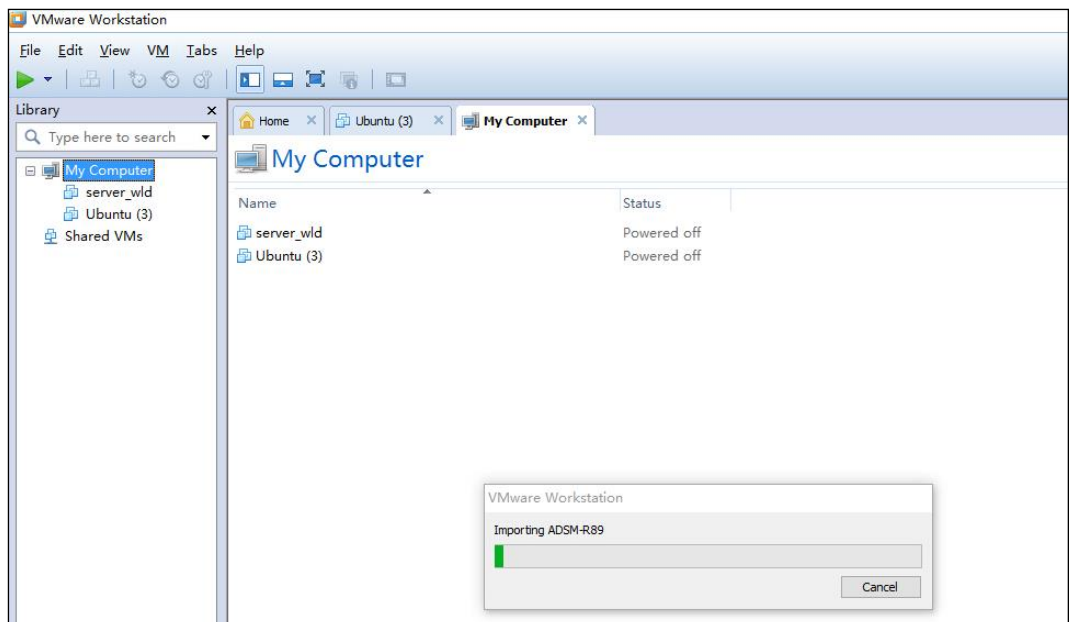 VMware Workstation
File Edit View VM Tabs Help
Library
Type here to search
My Computer
server_wld
Ubuntu (3)
Shared VMs
Home Ubuntu (3) My Computer
My Computer
Name Status
server_wld Powered off
Ubuntu (3) Powered off
VMware Workstation
Importing ADSM-R89
Cancel